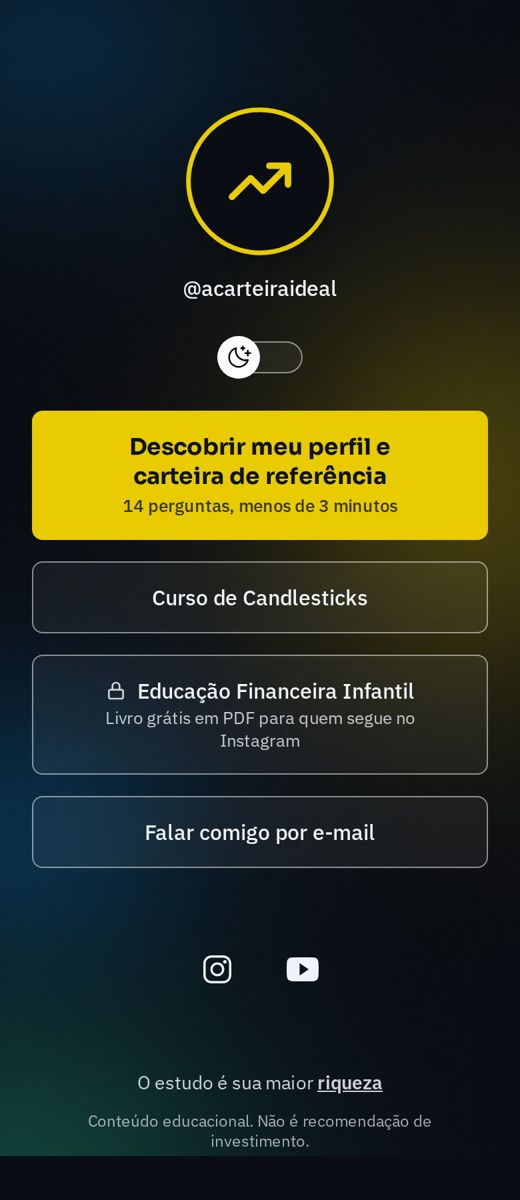 @acarteiraideal
Descobrir meu perfil e
carteira de referência
14 perguntas, menos de 3 minutos
Curso de Candlesticks
Educação Financeira Infantil
Livro grátis em PDF para quem segue no
Instagram
Falar comigo por e-mail
O estudo é sua maior riqueza
Conteúdo educacional. Não é recomendação de
investimento.